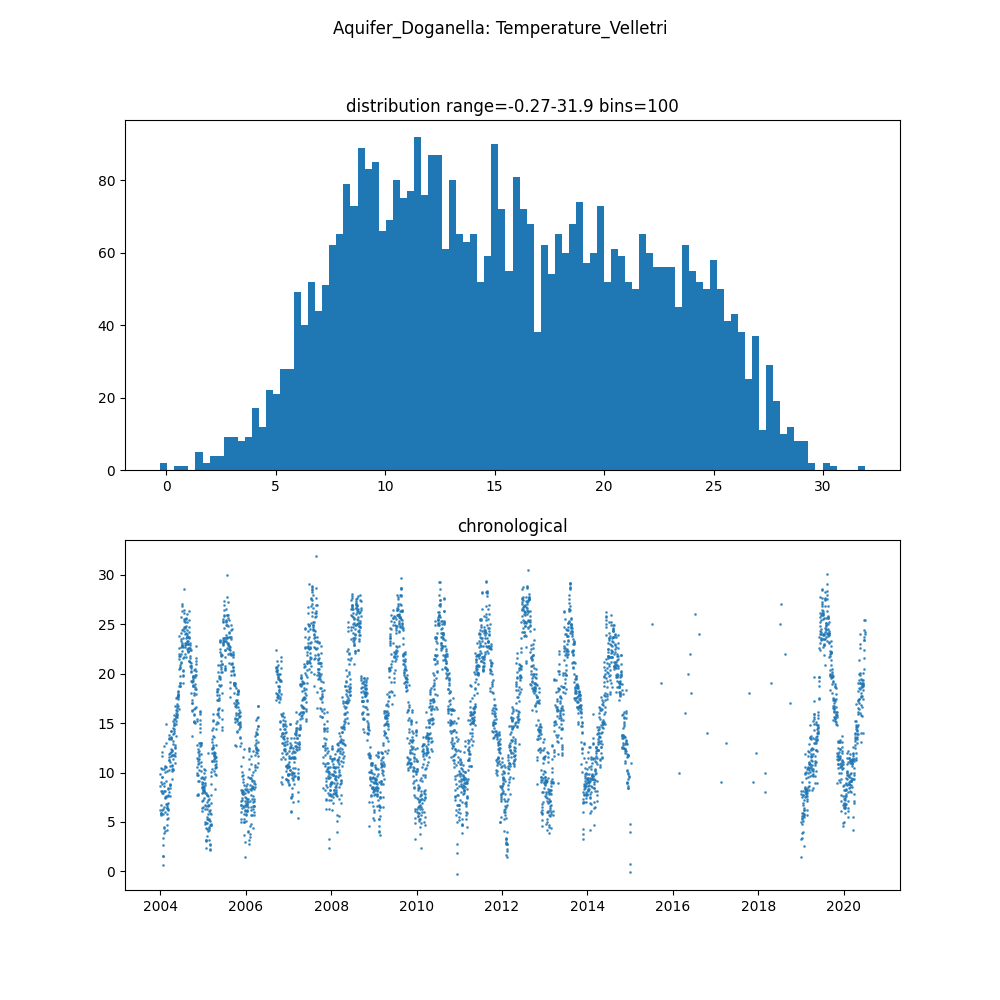 Aquifer_Doganella: Temperature_Velletri
distribution range=-0.27-31.9 bins=100
80
60
40
20
0
0 5 10 15 20 25 30
chronological
30
25
20
15
10
5
0
2004 2006 2008 2010 2012 2014 2016 2018 2020